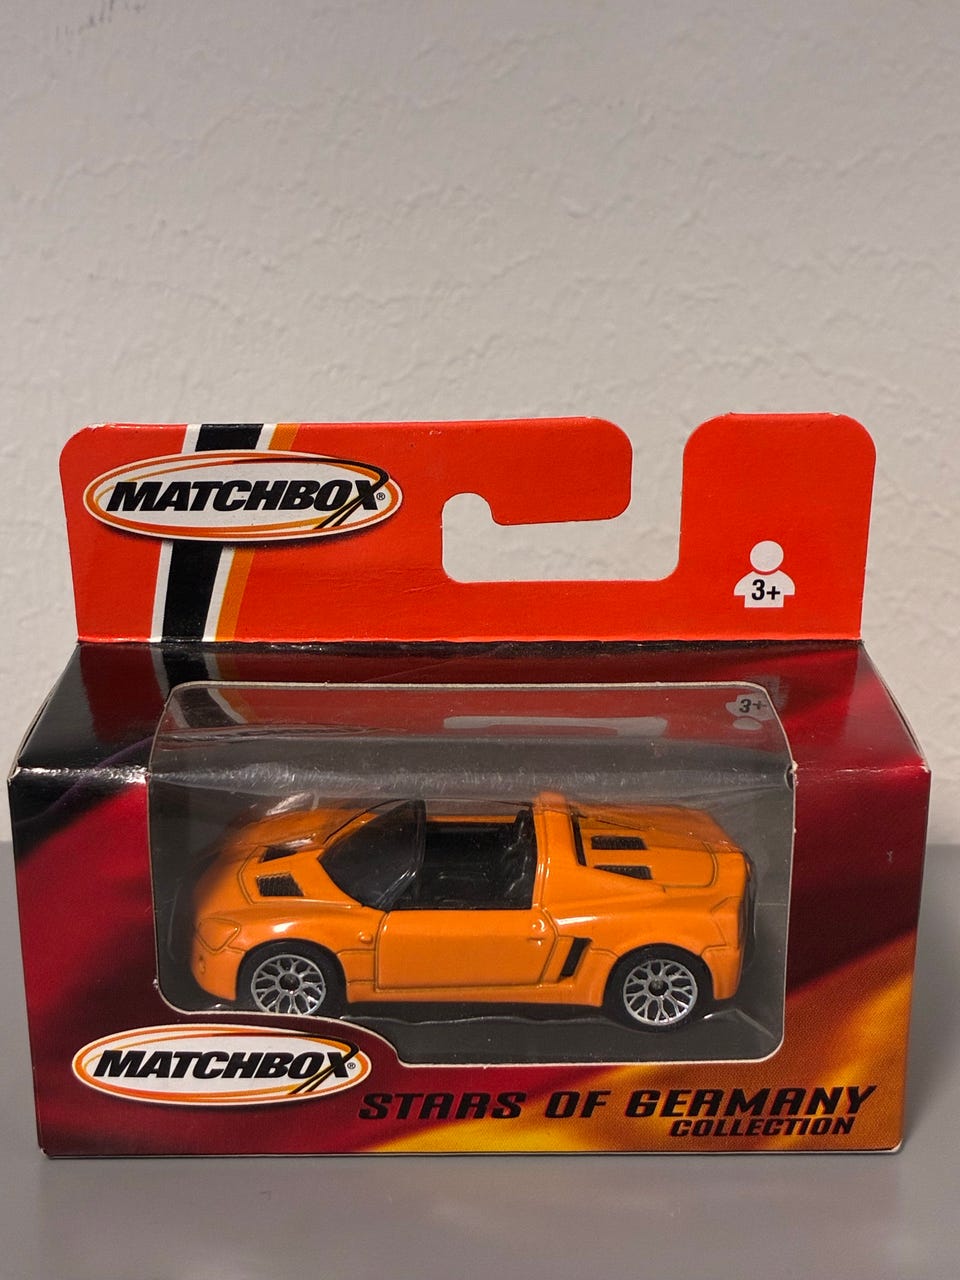 MATCHBOX®
3+
3+
MATCHBOX®
STARS OF GERMANY
COLLECTION